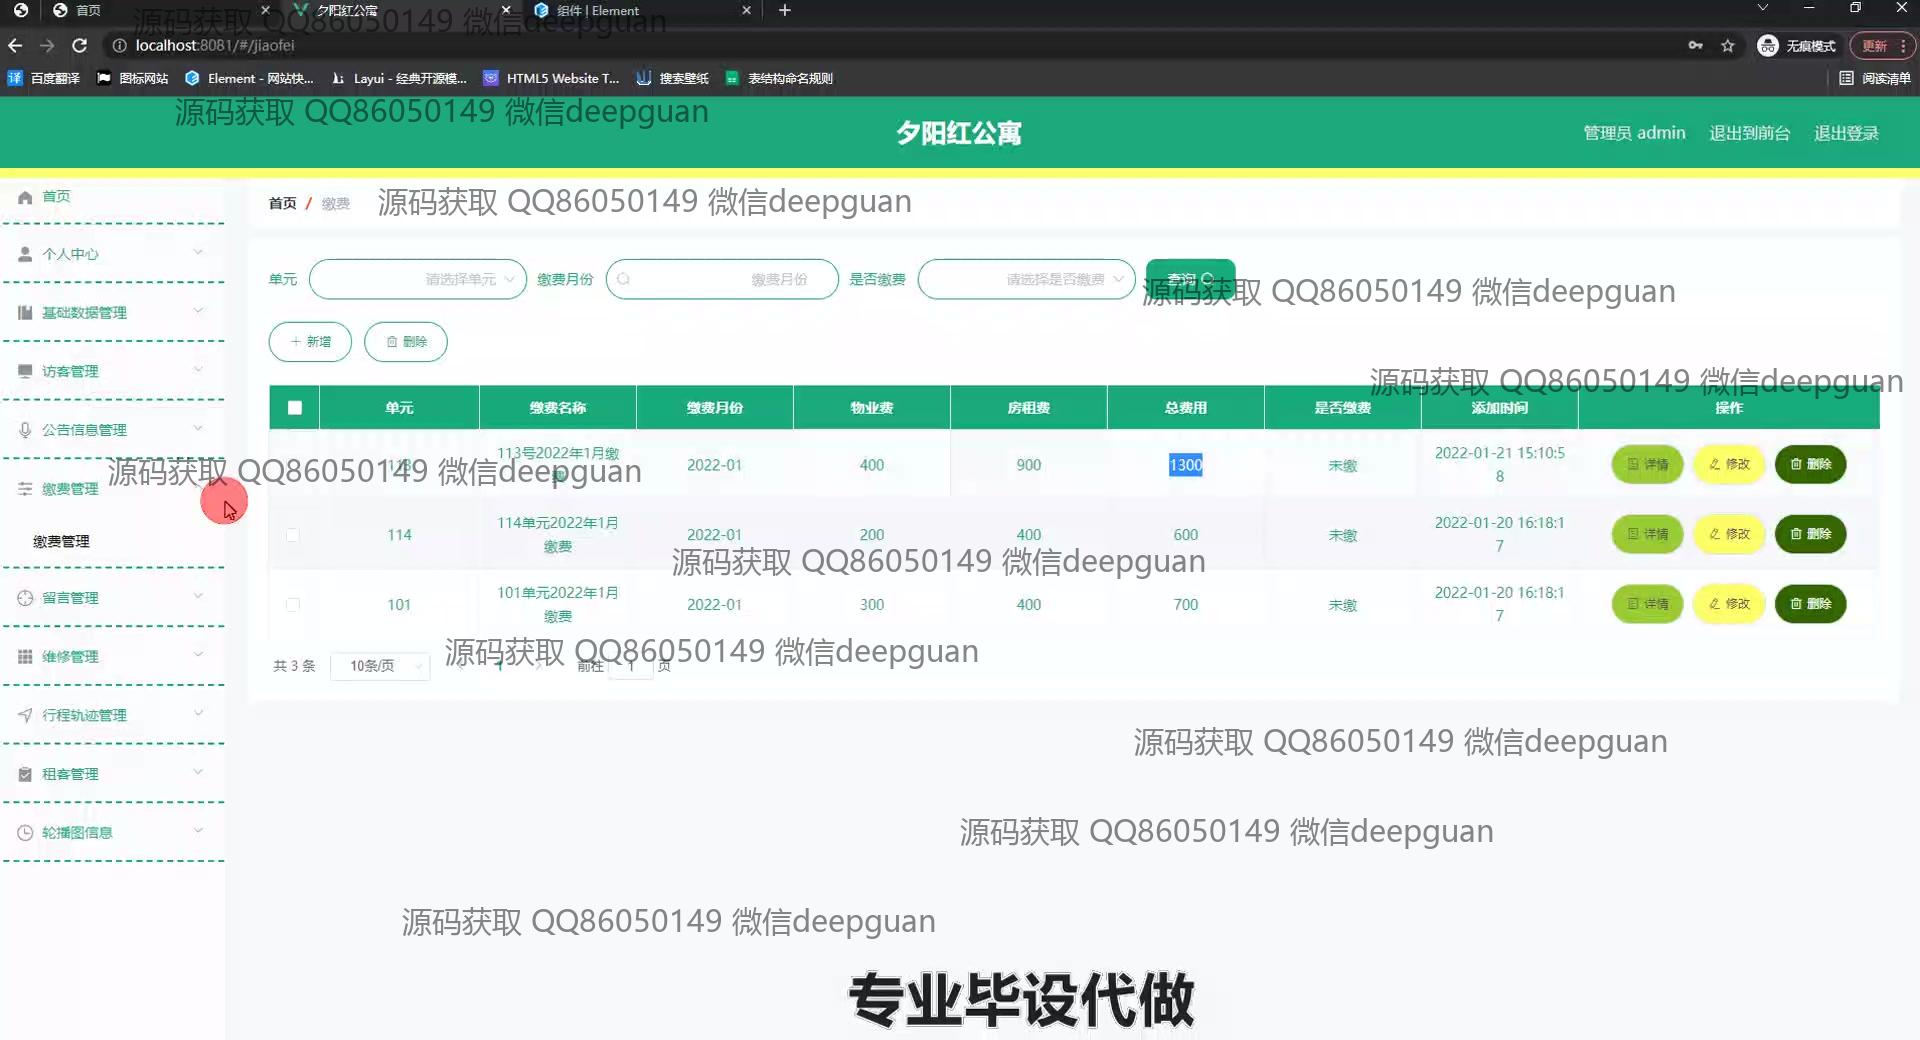 首页
夕阳红公寓
组件 | Element
源码获取 QQ86050149 微信deepguan
localhost:8081/#/jiaofei
无痕模式
更新
百度翻译
图标网站
Element - 网站快...
Layui - 经典开源模...
HTML5 Website T...
搜索壁纸
表结构命名规则
阅读清单
源码获取 QQ86050149 微信deepguan
夕阳红公寓
管理员 admin
退出到前台
退出登录
首页
个人中心
基础数据管理
访客管理
公告信息管理
缴费管理
缴费管理
留言管理
维修管理
行程轨迹管理
租客管理
轮播图信息
首页 / 缴费
源码获取 QQ86050149 微信deepguan
单元 请选择单元 缴费月份 缴费月份 是否缴费 请选择是否缴费 查询
源码获取 QQ86050149 微信deepguan
新增 删除
源码获取 QQ86050149 微信deepguan
单元 缴费名称 缴费月份 物业费 房租费 总费用 是否缴费 添加时间 操作
113号2022年1月缴
113 2022-01 400 900 1300 未缴 2022-01-21 15:10:5
8
详情 修改 删除
源码获取 QQ86050149 微信deepguan
114 114单元2022年1月
缴费
2022-01 200 400 600 未缴 2022-01-20 16:18:1
7
详情 修改 删除
源码获取 QQ86050149 微信deepguan
101 101单元2022年1月
缴费
2022-01 300 400 700 未缴 2022-01-20 16:18:1
7
详情 修改 删除
共 3 条 10条/页 1 前往 1 页
源码获取 QQ86050149 微信deepguan
源码获取 QQ86050149 微信deepguan
源码获取 QQ86050149 微信deepguan
源码获取 QQ86050149 微信deepguan
专业毕设代做